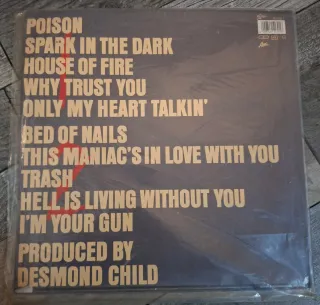 POISON
SPARK IN THE DARK
HOUSE OF FIRE
WHY TRUST YOU
ONLY MY HEART TALKIN'
BED OF NAILS
THIS MANIAC'S IN LOVE WITH YOU
TRASH
HELL IS LIVING WITHOUT YOU
I'M YOUR GUN
PRODUCED BY
DESMOND CHILD